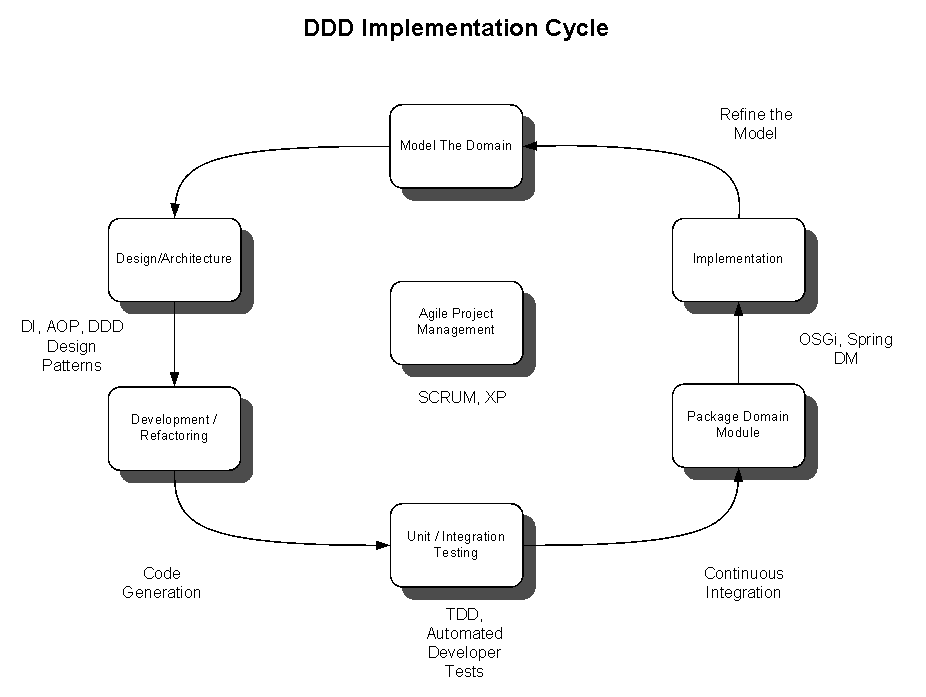 DDD Implementation Cycle
Refine the
Model
Model The Domain
Design/Architecture
Implementation
Agile Project
Management
DI, AOP, DDD
Design
Patterns
OSGi, Spring
DM
SCRUM, XP
Development /
Refactoring
Package Domain
Module
Unit / Integration
Testing
Code
Generation
Continuous
Integration
TDD,
Automated
Developer
Tests